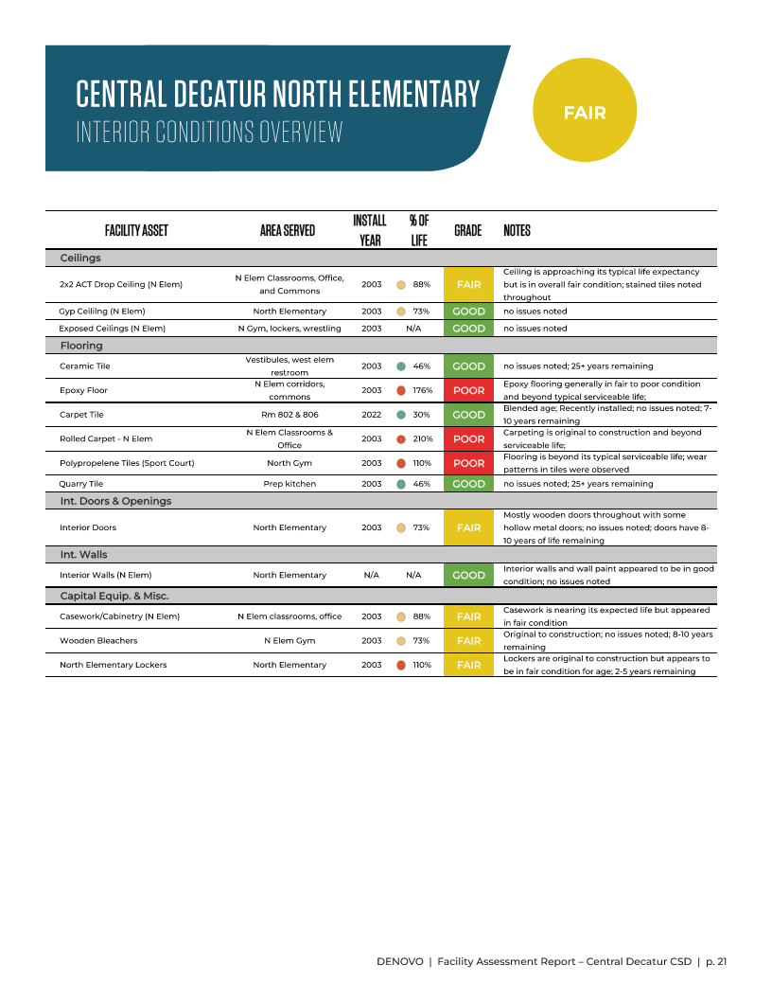 CENTRAL DECATUR NORTH ELEMENTARY
INTERIOR CONDITIONS OVERVIEW
FAIR
FACILITY ASSET AREA SERVED INSTALL YEAR % OF LIFE GRADE NOTES
Ceilings
2x2 ACT Drop Ceiling (N Elem) N Elem Classrooms, Office, and Commons 2003 88% FAIR Ceiling is approaching its typical life expectancy but is in overall fair condition; stained tiles noted throughout
Gyp Ceililng (N Elem) North Elementary 2003 73% GOOD no issues noted
Exposed Ceilings (N Elem) N Gym, lockers, wrestling 2003 N/A GOOD no issues noted
Flooring
Ceramic Tile Vestibules, west elem restroom 2003 46% GOOD no issues noted; 25+ years remaining
Epoxy Floor N Elem corridors, commons 2003 176% POOR Epoxy flooring generally in fair to poor condition and beyond typical serviceable life;
Carpet Tile Rm 802 & 806 2022 30% GOOD Blended age; Recently installed; no issues noted; 7-10 years remaining
Rolled Carpet - N Elem N Elem Classrooms & Office 2003 210% POOR Carpeting is original to construction and beyond serviceable life;
Polypropelene Tiles (Sport Court) North Gym 2003 110% POOR Flooring is beyond its typical serviceable life; wear patterns in tiles were observed
Quarry Tile Prep kitchen 2003 46% GOOD no issues noted; 25+ years remaining
Int. Doors & Openings
Interior Doors North Elementary 2003 73% FAIR Mostly wooden doors throughout with some hollow metal doors; no issues noted; doors have 8-10 years of life remaining
Int. Walls
Interior Walls (N Elem) North Elementary N/A N/A GOOD Interior walls and wall paint appeared to be in good condition; no issues noted
Capital Equip. & Misc.
Casework/Cabinetry (N Elem) N Elem classrooms, office 2003 88% FAIR Casework is nearing its expected life but appeared in fair condition
Wooden Bleachers N Elem Gym 2003 73% FAIR Original to construction; no issues noted; 8-10 years remaining
North Elementary Lockers North Elementary 2003 110% FAIR Lockers are original to construction but appears to be in fair condition for age; 2-5 years remaining
DENOVO | Facility Assessment Report – Central Decatur CSD | p. 21